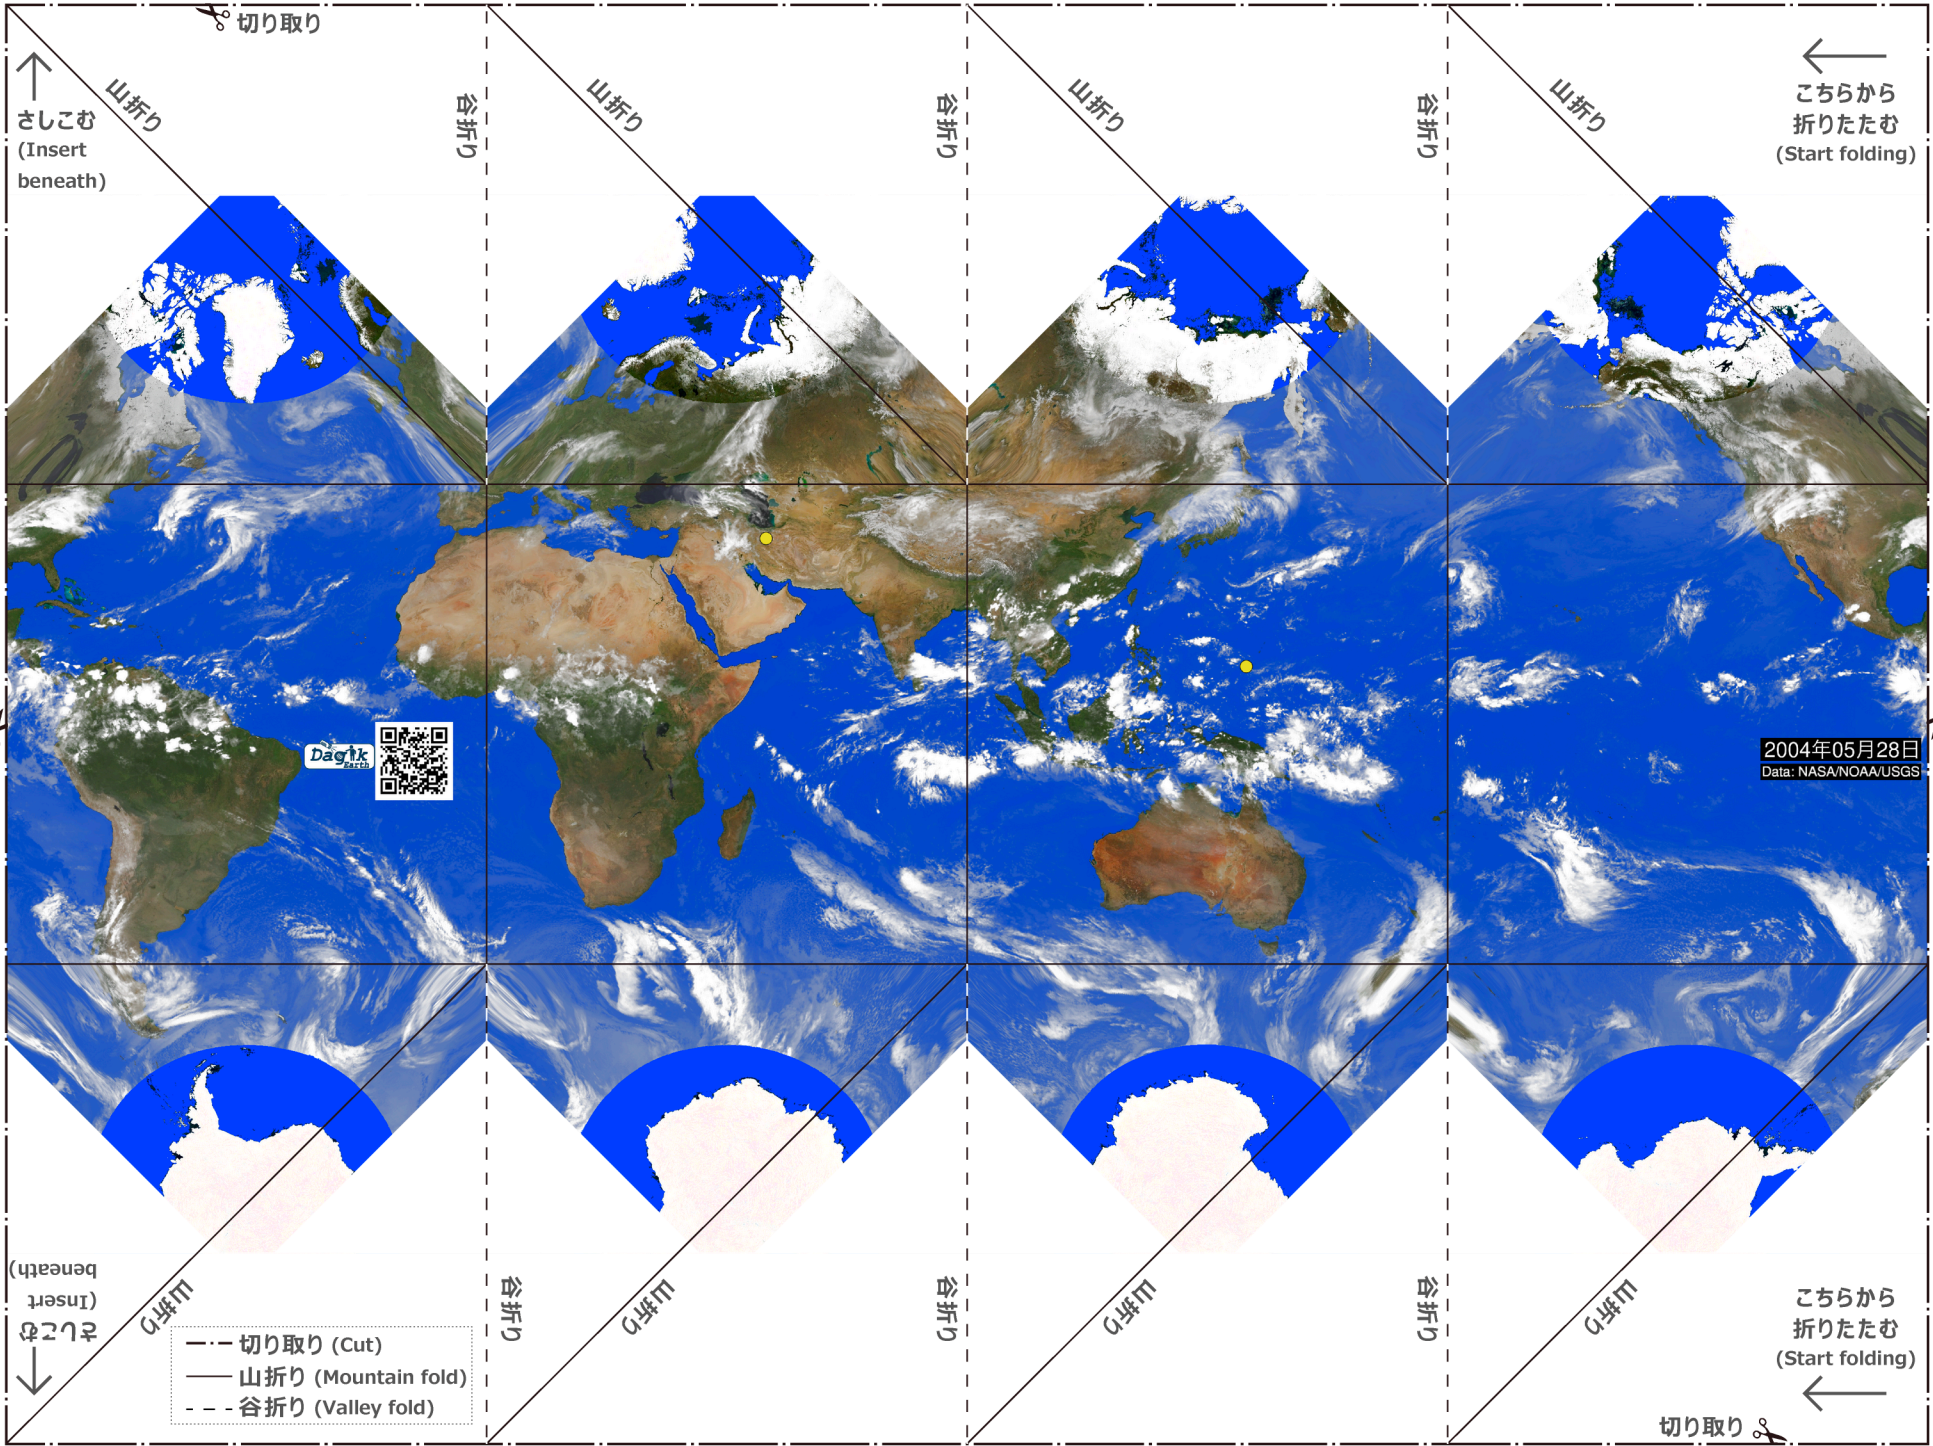 切り取り
山折り
谷折り
山折り
谷折り
山折り
谷折り
山折り
さしこむ
(Insert
beneath)
こちらから
折りたたむ
(Start folding)
Dagik
Earth
2004年05月28日
Data: NASA/NOAA/USGS
さしこむ
(Insert
beneath)
山折り
谷折り
山折り
谷折り
山折り
谷折り
山折り
こちらから
折りたたむ
(Start folding)
切り取り (Cut)
山折り (Mountain fold)
谷折り (Valley fold)
切り取り